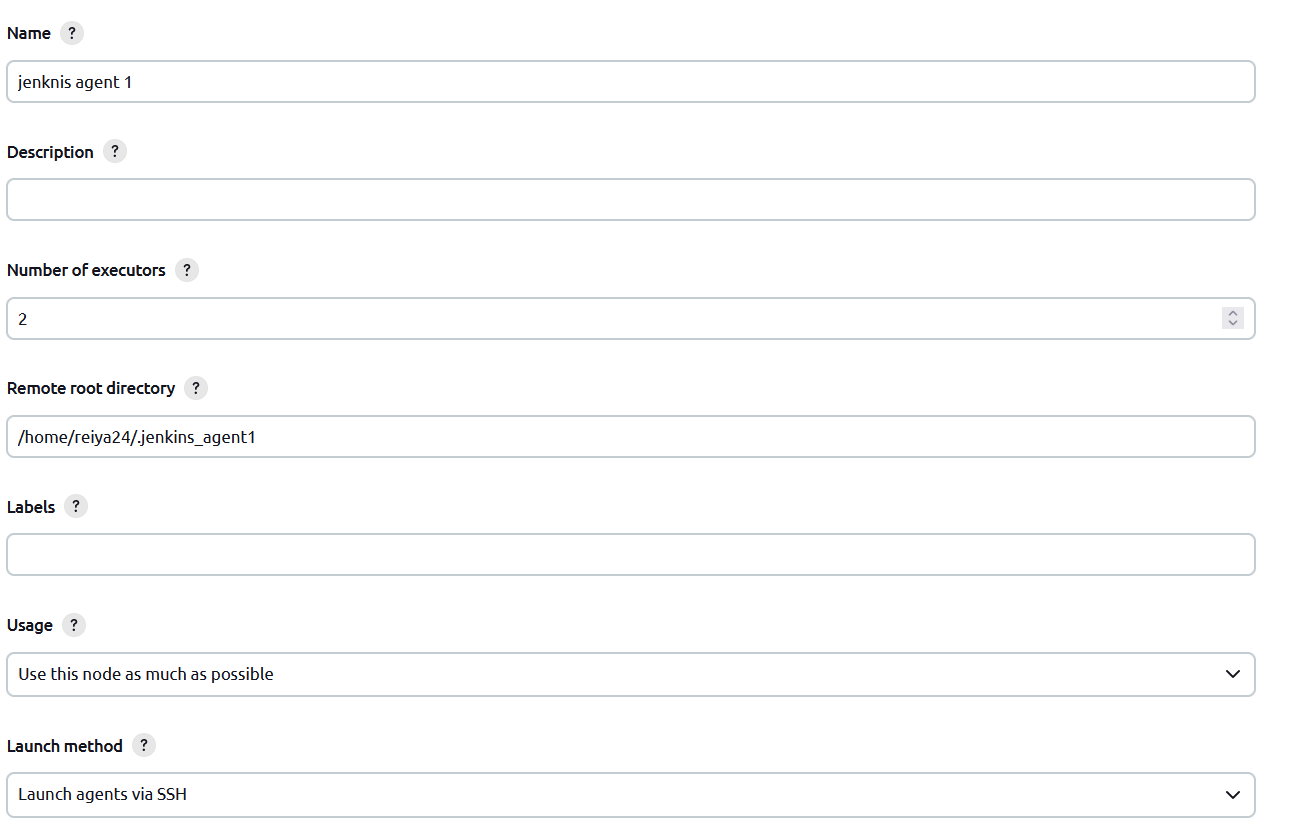 Name ?
jenknis agent 1
Description ?
Number of executors ?
2
Remote root directory ?
/home/reiya24/.jenkins_agent1
Labels ?
Usage ?
Use this node as much as possible
Launch method ?
Launch agents via SSH